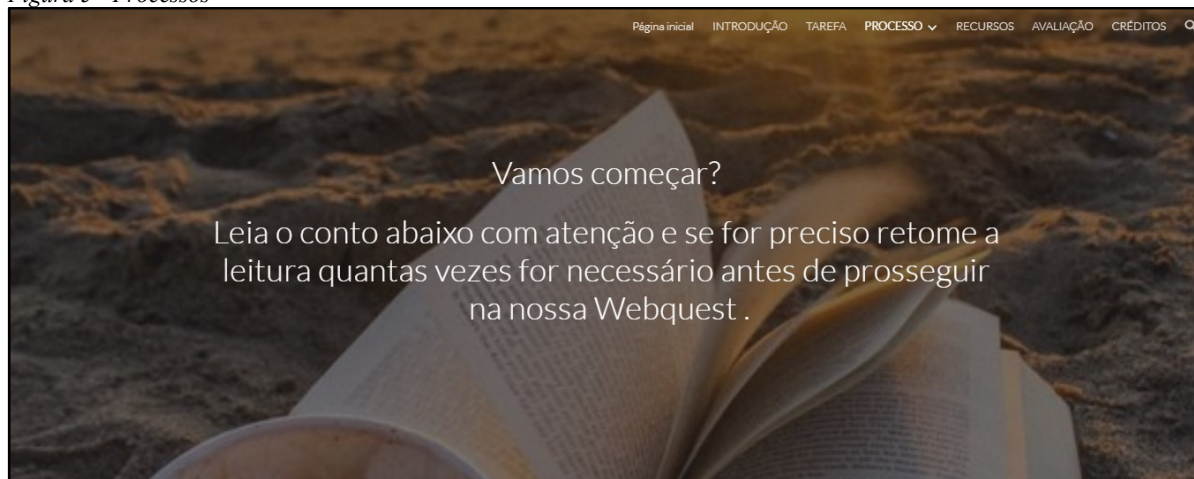 Página inicial INTRODUÇÃO TAREFA PROCESSO RECURSOS AVALIAÇÃO CRÉDITOS
Vamos começar?
Leia o conto abaixo com atenção e se for preciso retome a
leitura quantas vezes for necessário antes de prosseguir
na nossa Webquest .